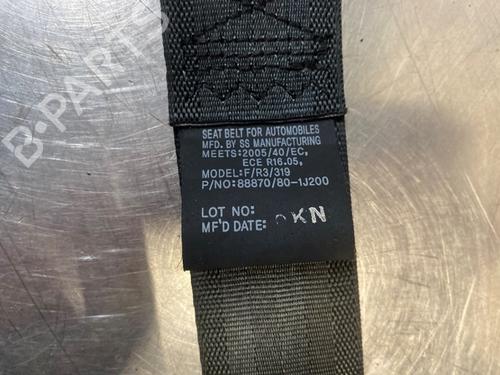 B-PARTS
SEAT BELT FOR AUTOMOBILES
MFD. BY SS MANUFACTURING
MEETS:2005/40/EC,
ECE R16.05,
MODEL:F/R3/319
P/NO:88870/80-1J200
LOT NO:
MF'D DATE: KN